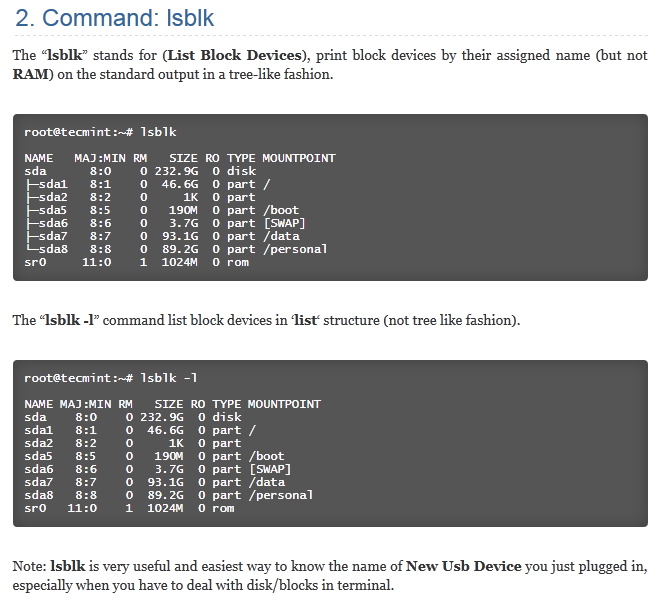 2. Command: lsblk
The “lsblk” stands for (List Block Devices), print block devices by their assigned name (but not
RAM) on the standard output in a tree-like fashion.
root@tecmint:~# lsblk
NAME   MAJ:MIN RM   SIZE RO TYPE MOUNTPOINT
sda      8:0    0 232.9G  0 disk
├─sda1   8:1    0  46.6G  0 part /
├─sda2   8:2    0     1K  0 part
├─sda5   8:5    0   190M  0 part /boot
├─sda6   8:6    0   3.7G  0 part [SWAP]
├─sda7   8:7    0  93.1G  0 part /data
└─sda8   8:8    0  89.2G  0 part /personal
sr0     11:0    1  1024M  0 rom
The “lsblk -l” command list block devices in ‘list‘ structure (not tree like fashion).
root@tecmint:~# lsblk -l
NAME MAJ:MIN RM   SIZE RO TYPE MOUNTPOINT
sda    8:0    0 232.9G  0 disk
sda1   8:1    0  46.6G  0 part /
sda2   8:2    0     1K  0 part
sda5   8:5    0   190M  0 part /boot
sda6   8:6    0   3.7G  0 part [SWAP]
sda7   8:7    0  93.1G  0 part /data
sda8   8:8    0  89.2G  0 part /personal
sr0   11:0    1  1024M  0 rom
Note: lsblk is very useful and easiest way to know the name of New Usb Device you just plugged in,
especially when you have to deal with disk/blocks in terminal.